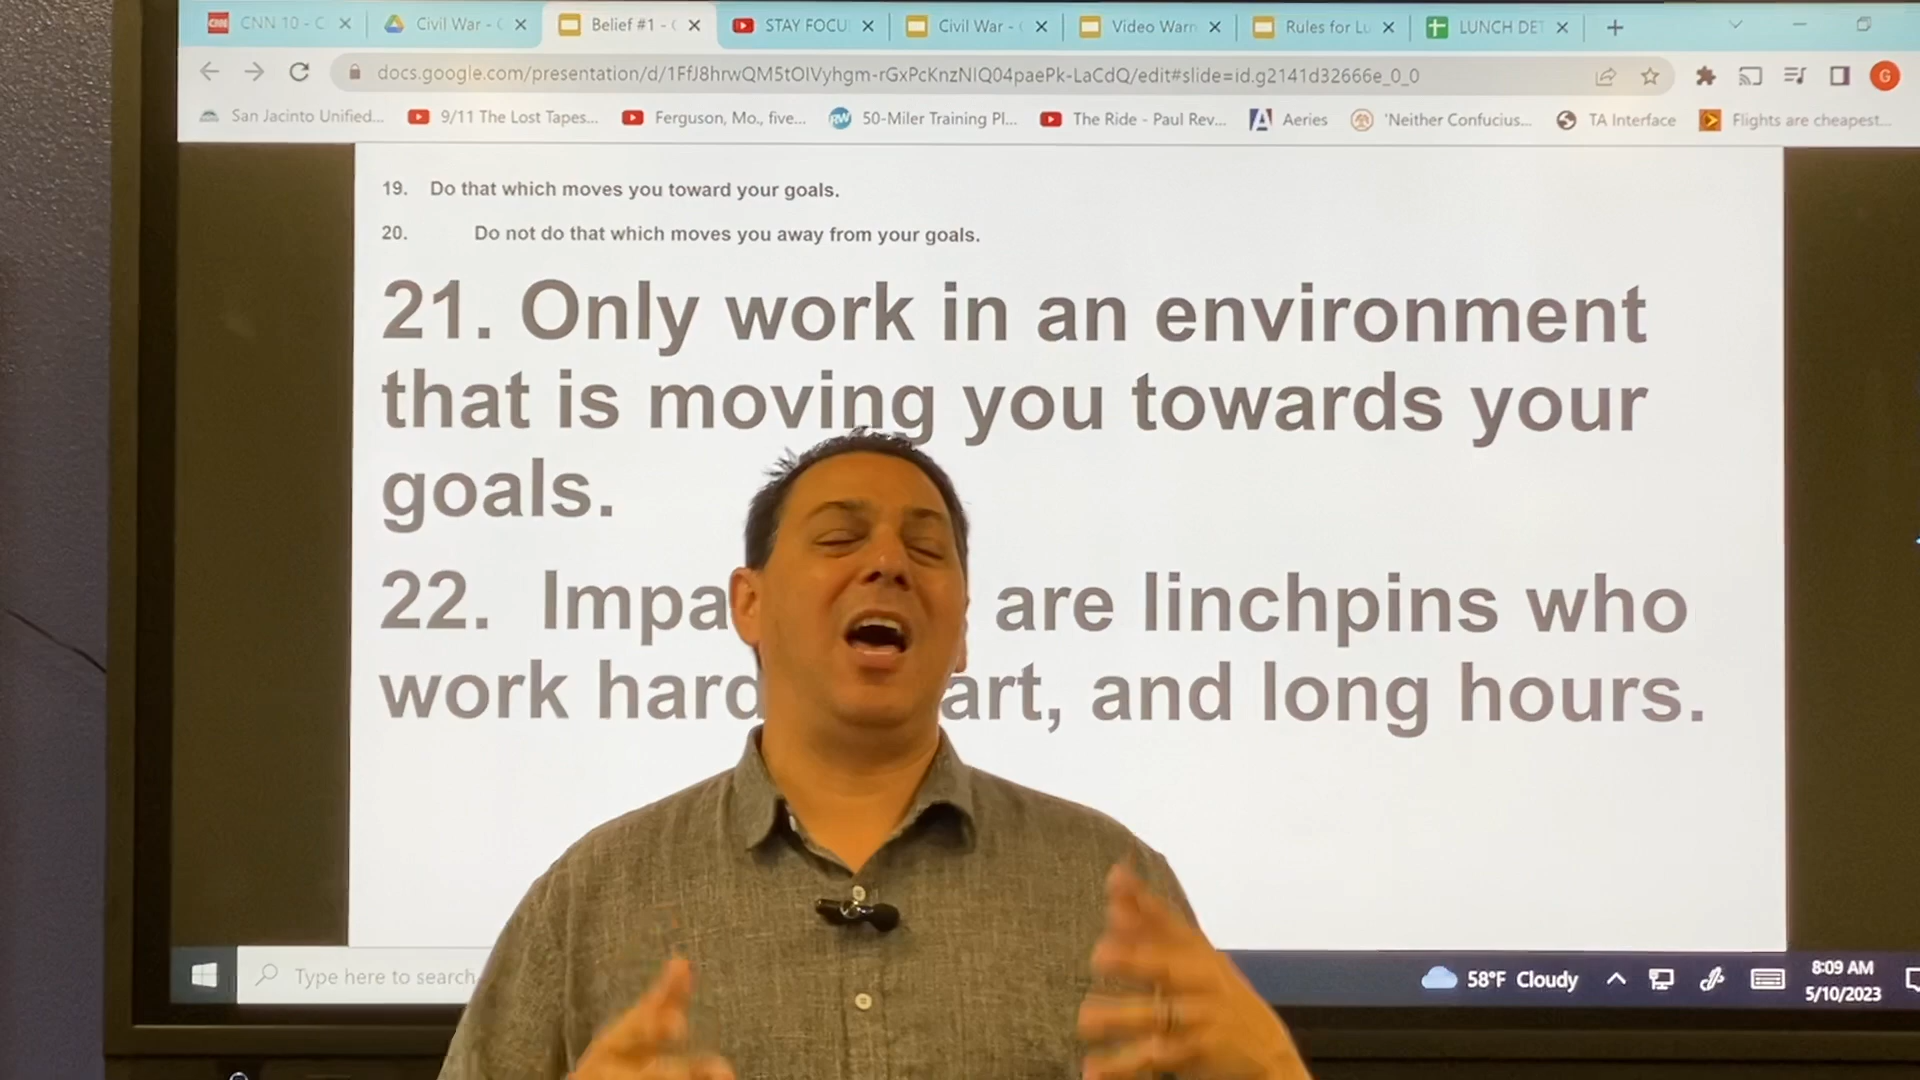 CNN 10 - C
Civil War - (
Belief #1 - (
STAY FOCU
Civil War - (
Video Warn
Rules for Lu
LUNCH DET
docs.google.com/presentation/d/1FfJ8hrwQM5tOIVyhgm-rGxPcKnzNIQ04paePk-LaCdQ/edit#slide=id.g2141d32666e_0_0
G
San Jacinto Unified...
9/11 The Lost Tapes...
Ferguson, Mo., five...
RW
50-Miler Training Pl...
The Ride - Paul Rev...
Aeries
'Neither Confucius...
TA Interface
Flights are cheapest...
19. Do that which moves you toward your goals.
20. Do not do that which moves you away from your goals.
21. Only work in an environment
that is moving you towards your
goals.
22. Impa are linchpins who
work hard art, and long hours.
Type here to search
58°F Cloudy
8:09 AM
5/10/2023